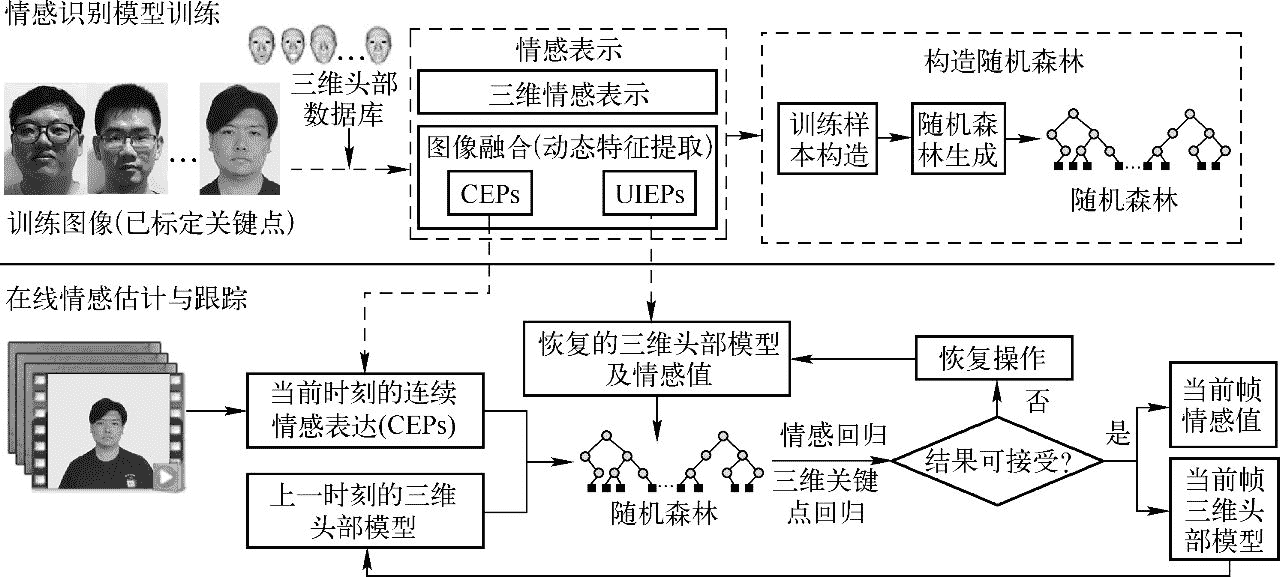 情感识别模型训练
三维头部
数据库
训练图像(已标定关键点)
情感表示
三维情感表示
图像融合(动态特征提取)
CEPs
UIEPs
构造随机森林
训练样
本构造
随机森
林生成
随机森林
在线情感估计与跟踪
当前时刻的连续
情感表达(CEPs)
上一时刻的三维
头部模型
恢复的三维头部模型
及情感值
随机森林
情感回归
三维关键
点回归
恢复操作
否
结果可接受?
是
当前帧
情感值
当前帧
三维头
部模型